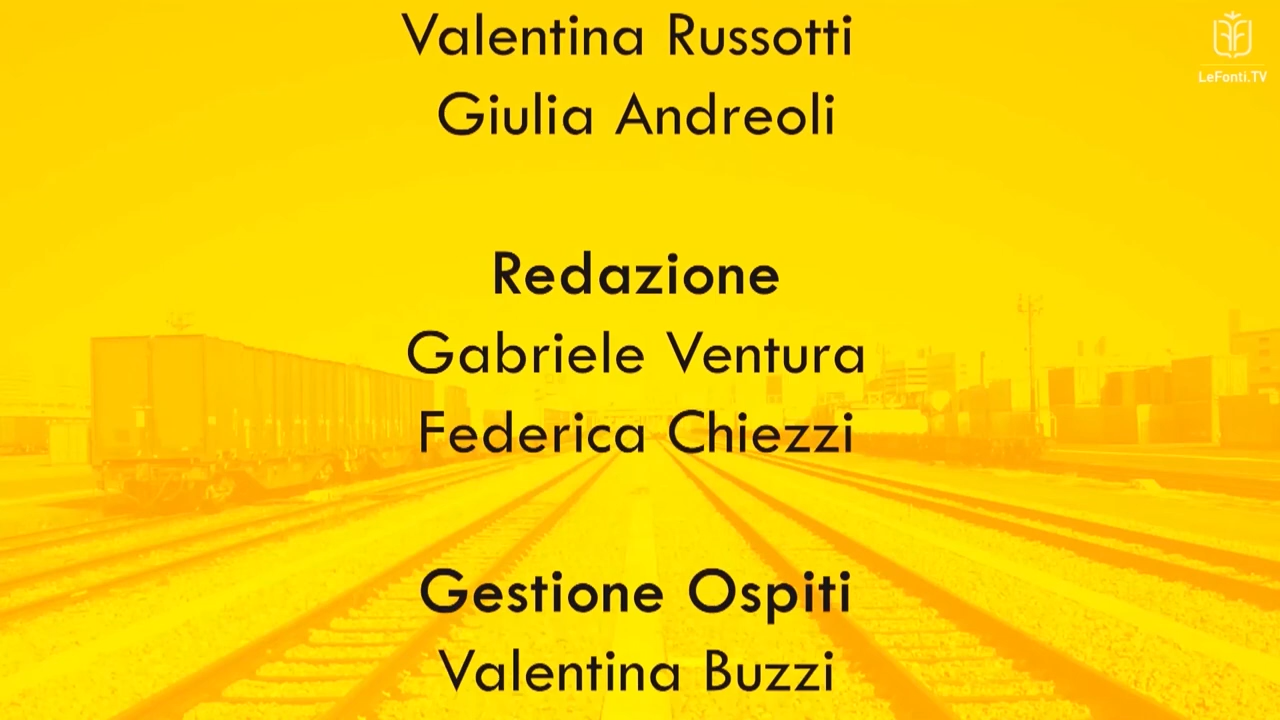 Valentina Russotti
LeFonti.TV
Giulia Andreoli
Redazione
Gabriele Ventura
Federica Chiezzi
Gestione Ospiti
Valentina Buzzi